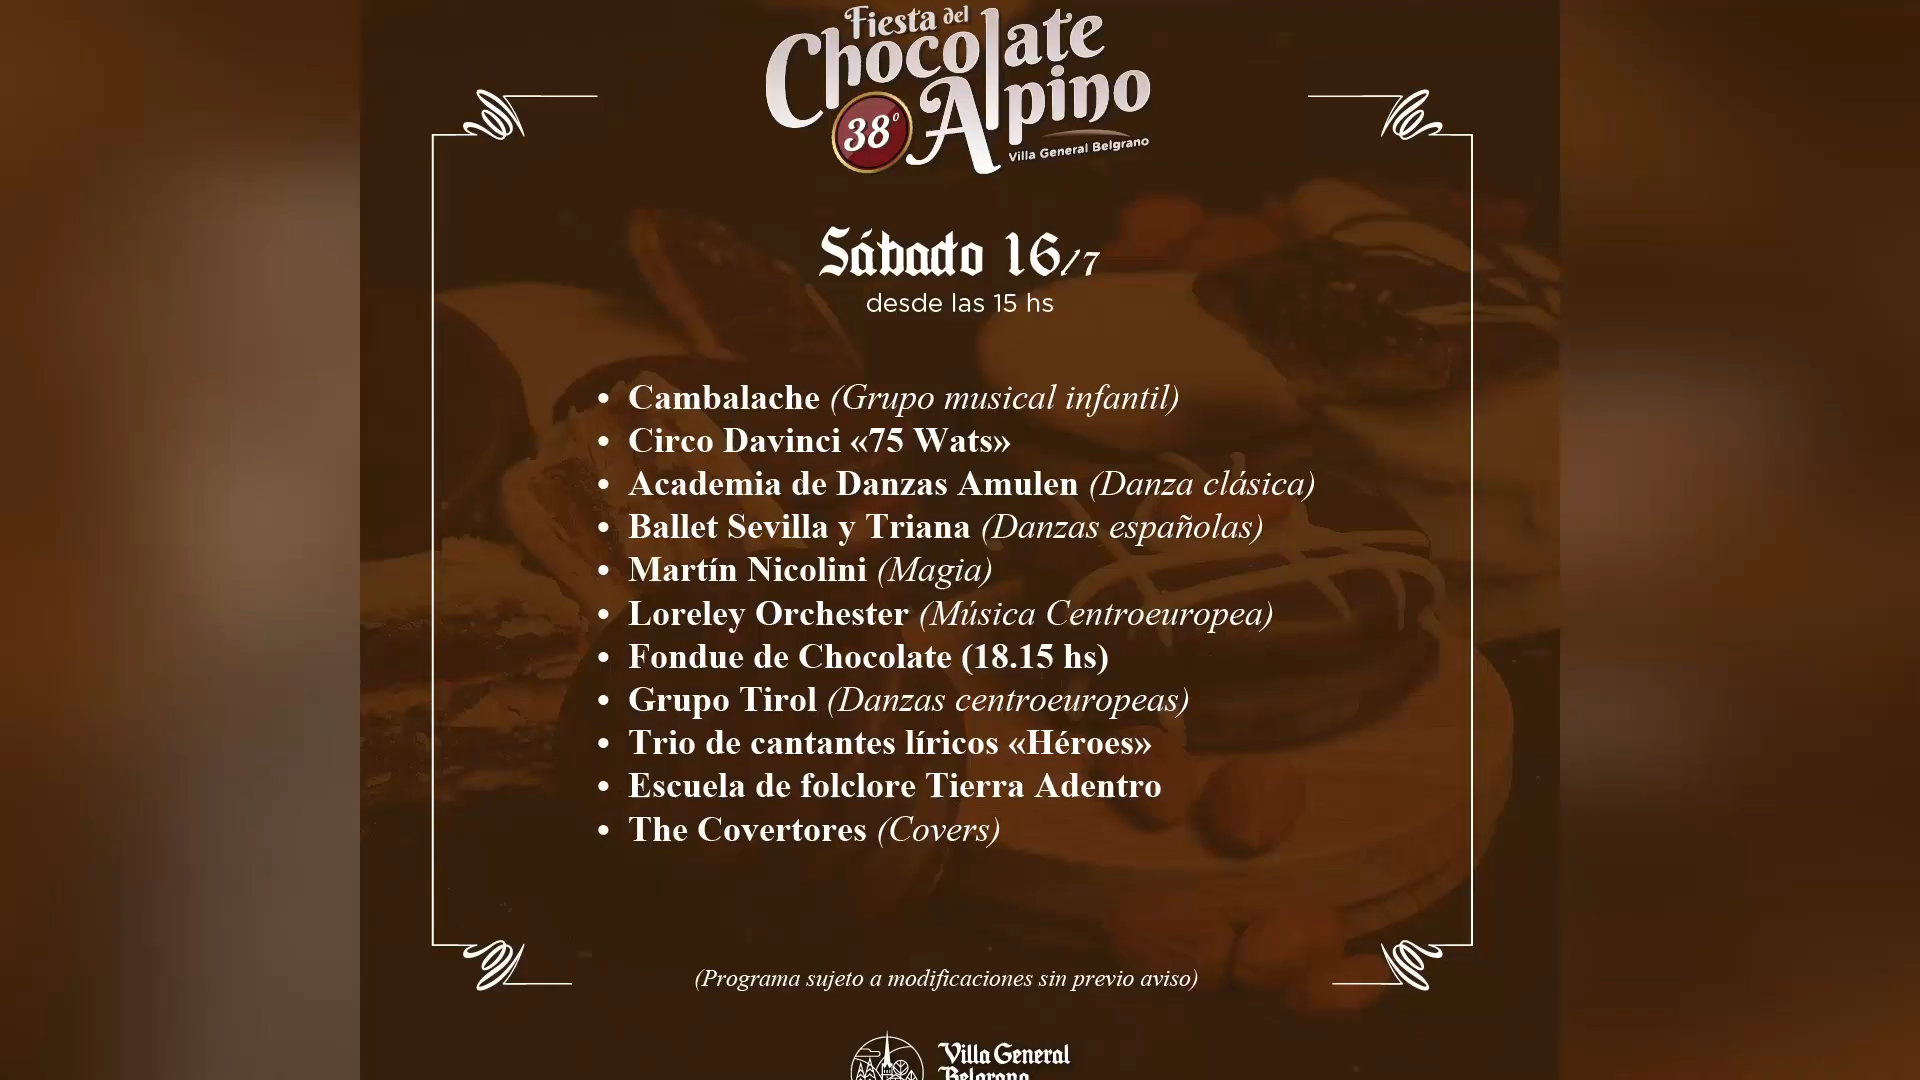 Fiesta del
Chocolate
Alpino
38°
Villa General Belgrano
Sábado 16/7
desde las 15 hs
• Cambalache (Grupo musical infantil)
• Circo Davinci «75 Wats»
• Academia de Danzas Amulen (Danza clásica)
• Ballet Sevilla y Triana (Danzas españolas)
• Martín Nicolini (Magia)
• Loreley Orchester (Música Centroeuropea)
• Fondue de Chocolate (18.15 hs)
• Grupo Tirol (Danzas centroeuropeas)
• Trio de cantantes líricos «Héroes»
• Escuela de folclore Tierra Adentro
• The Covertores (Covers)
(Programa sujeto a modificaciones sin previo aviso)
Villa General
Belgrano